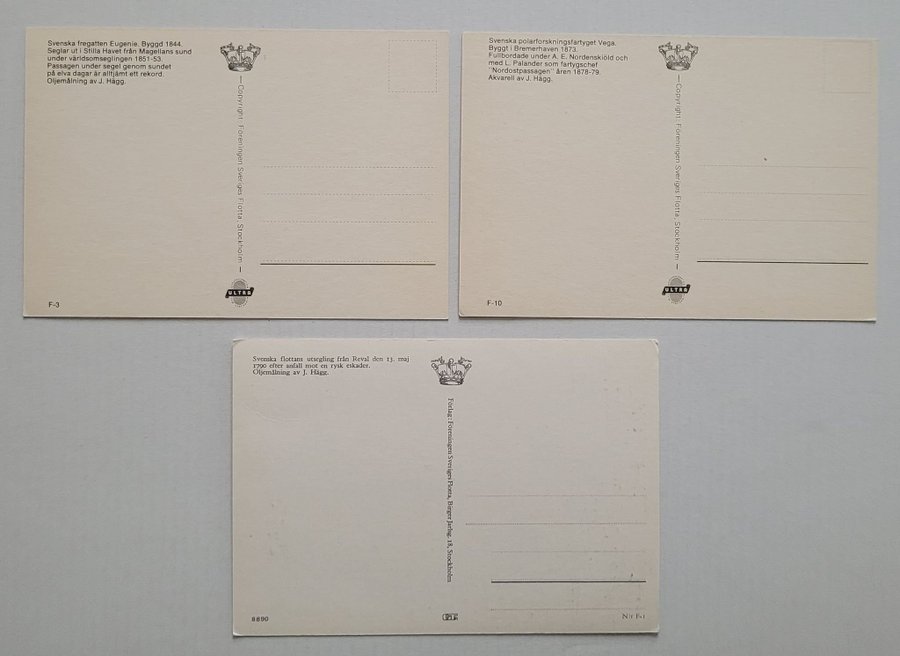 Svenska fregatten Eugenie. Byggd 1844.
Seglar ut i Stilla Havet från Magellans sund
under världsomseglingen 1851-53.
Passagen under segel genom sundet
på elva dagar är alltjämt ett rekord.
Oljemålning av J. Hägg.
Copyright: Föreningen Sveriges Flotta, Stockholm
ULTRA
F-3
Svenska polarforskningsfartyget Vega.
Byggt i Bremerhaven 1873.
Fullbordade under A. E. Nordenskiöld och
med L. Palander som fartygschef
"Nordostpassagen" åren 1878-79.
Akvarell av J. Hägg.
Copyright: Föreningen Sveriges Flotta, Stockholm
ULTRA
F-10
Svenska flottans utsegling från Reval den 13. maj
1790 efter anfall mot en rysk eskader.
Oljemålning av J. Hägg.
Förlag: Föreningen Sveriges Flotta, Birger Jarlsg. 18, Stockholm
8890